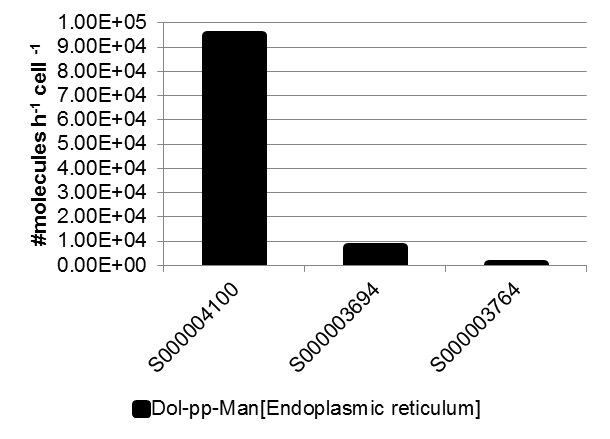 1.00E+05
9.00E+04
8.00E+04
7.00E+04
6.00E+04
5.00E+04
4.00E+04
3.00E+04
2.00E+04
1.00E+04
0.00E+00
#molecules h⁻¹ cell ⁻¹
S000004100
S000003694
S000003764
Dol-pp-Man[Endoplasmic reticulum]